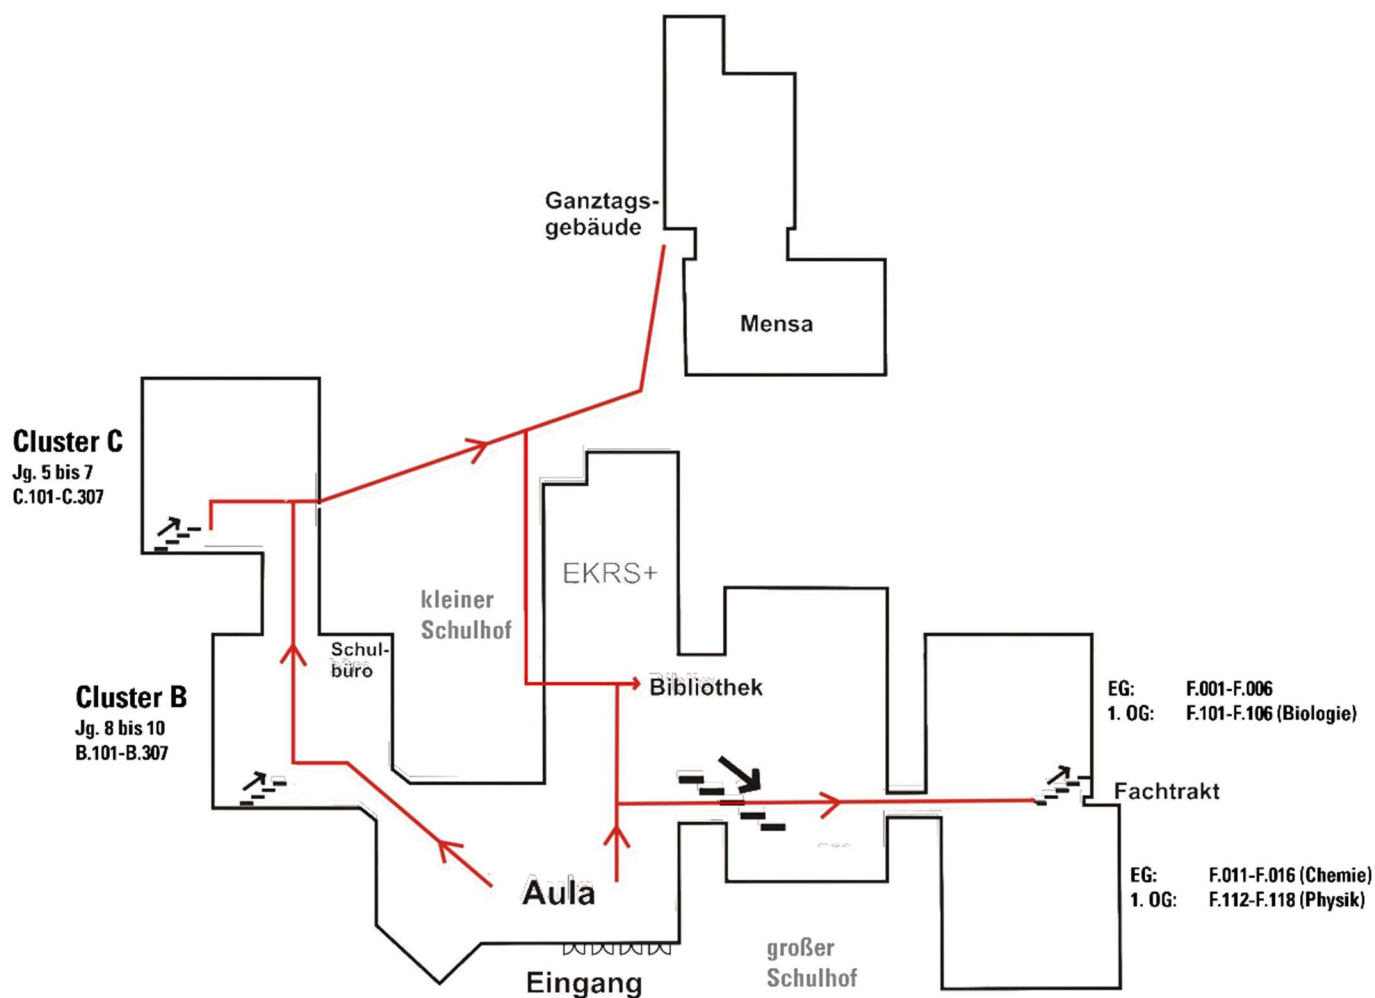 Ganztags-
gebäude
Mensa
Cluster C
Jg. 5 bis 7
C.101-C.307
EKRS+
kleiner
Schulhof
Schul-
büro
Bibliothek
Cluster B
Jg. 8 bis 10
B.101-B.307
EG: F.001-F.006
1. OG: F.101-F.106 (Biologie)
Fachtrakt
EG: F.011-F.016 (Chemie)
1. OG: F.112-F.118 (Physik)
Aula
Eingang
großer
Schulhof